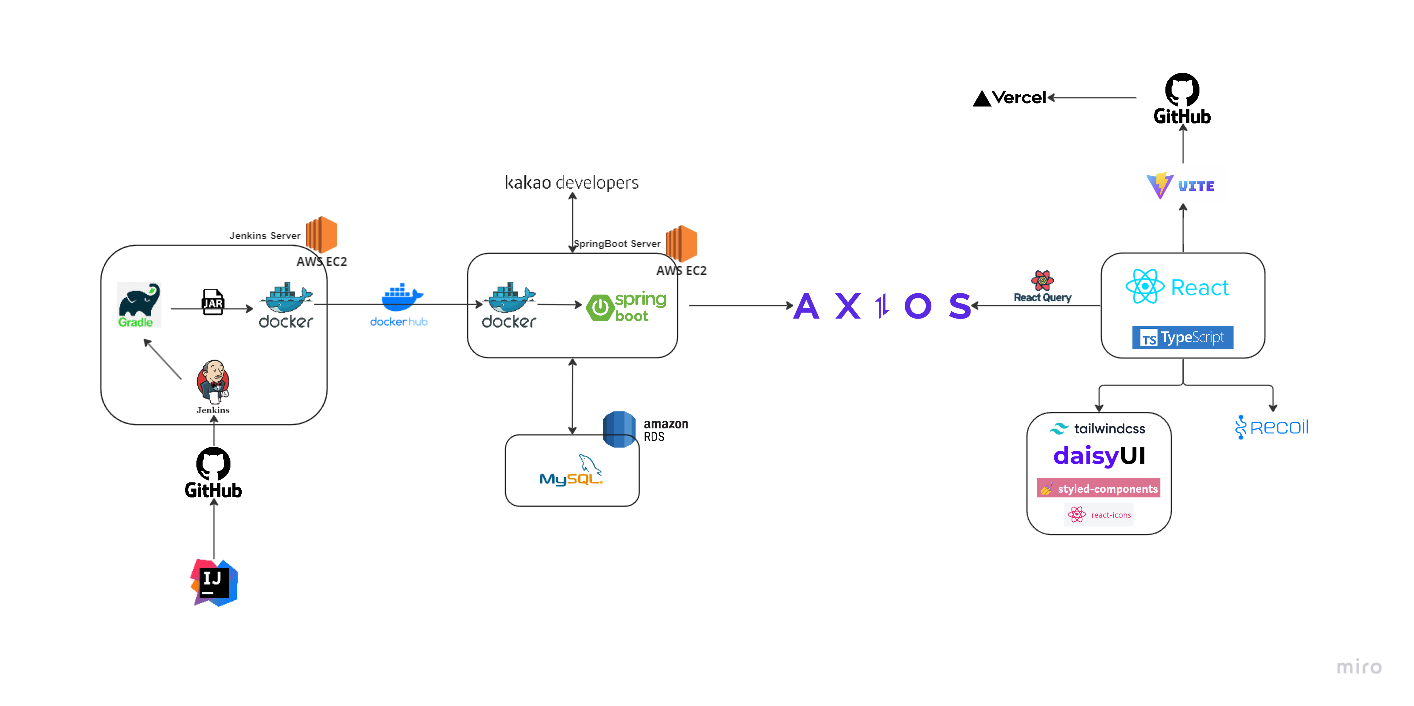 Vercel
GitHub
VITE
kakao developers
Jenkins Server
AWS EC2
SpringBoot Server
AWS EC2
Gradle
JAR
docker
dockerhub
docker
spring
boot
AXIOS
React Query
React
TS TypeScript
Jenkins
GitHub
IJ
amazon
RDS
MySQL
tailwindcss
daisyUI
styled-components
react-icons
RECOIL
miro